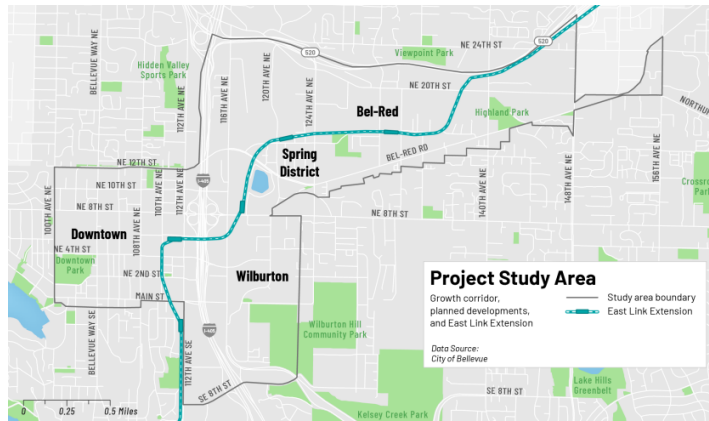 BELLEVUE WAY NE
Hidden Valley
Sports Park
112TH AVE NE
116TH AVE NE
120TH AVE NE
124TH AVE NE
520
Viewpoint Park
NE 24TH ST
520
NE 20TH ST
Bel-Red
Highland Park
BEL-RED RD
Spring
District
NE 12TH ST
NE 10TH ST
NE 8TH ST
100TH AVE NE
108TH AVE NE
110TH AVE NE
112TH AVE NE
Downtown
NE 4TH ST
Downtown
Park
NE 2ND ST
MAIN ST
Wilburton
NE 8TH ST
140TH AVE NE
148TH AVE NE
156TH AVE NE
NORTHUP
Crossro
Park
BELLEVUE WAY SE
112TH AVE SE
SE 8TH ST
Wilburton Hill
Community Park
Kelsey Creek Park
SE 8TH ST
Lake Hills
Greenbelt
Project Study Area
Growth corridor,
planned developments,
and East Link Extension
Study area boundary
East Link Extension
Data Source:
City of Bellevue
0 0.25 0.5 Miles